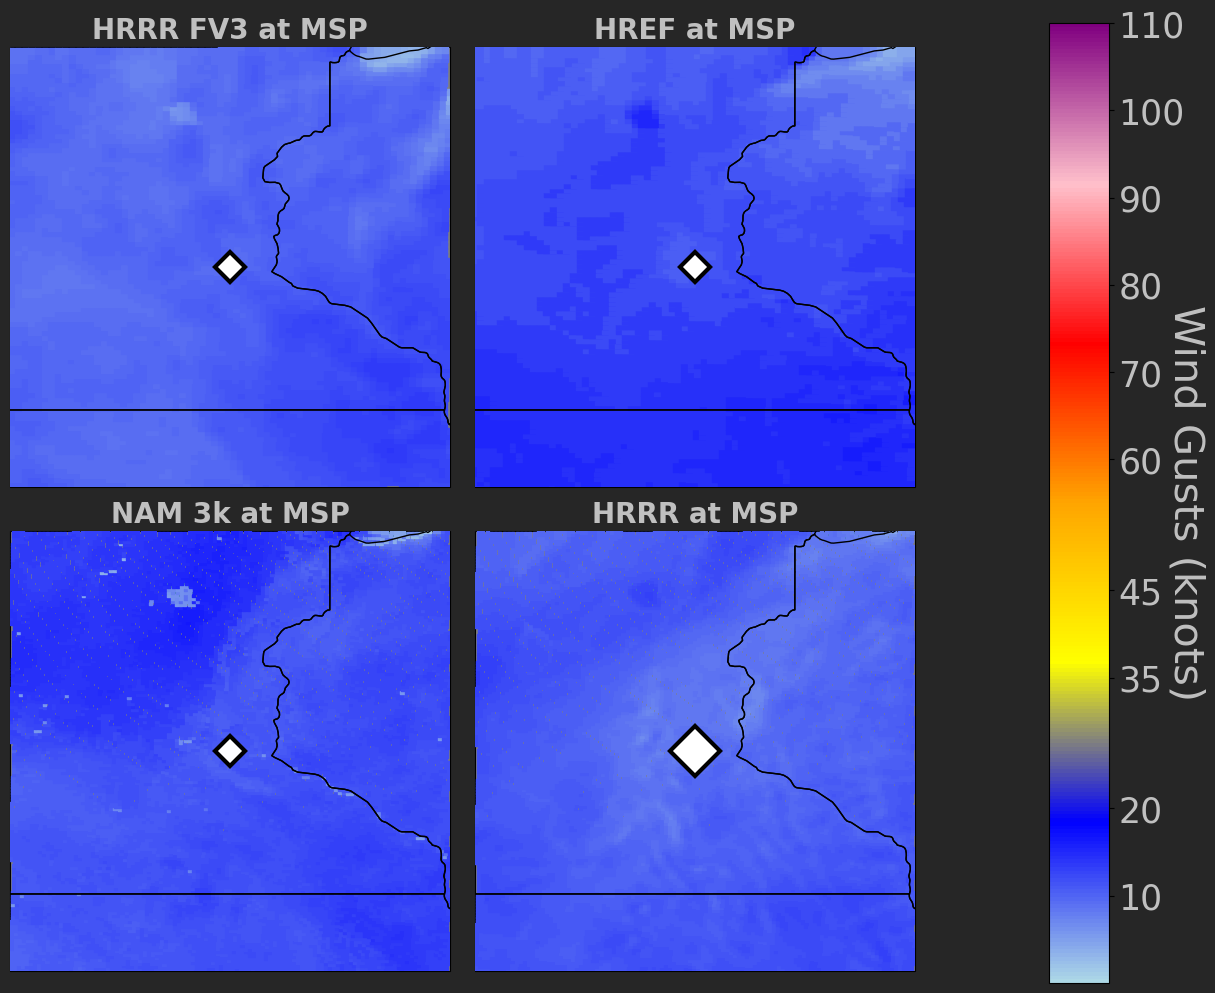 HRRR FV3 at MSP
HREF at MSP
NAM 3k at MSP
HRRR at MSP
110
100
90
80
70
60
45
35
20
10
Wind Gusts (knots)